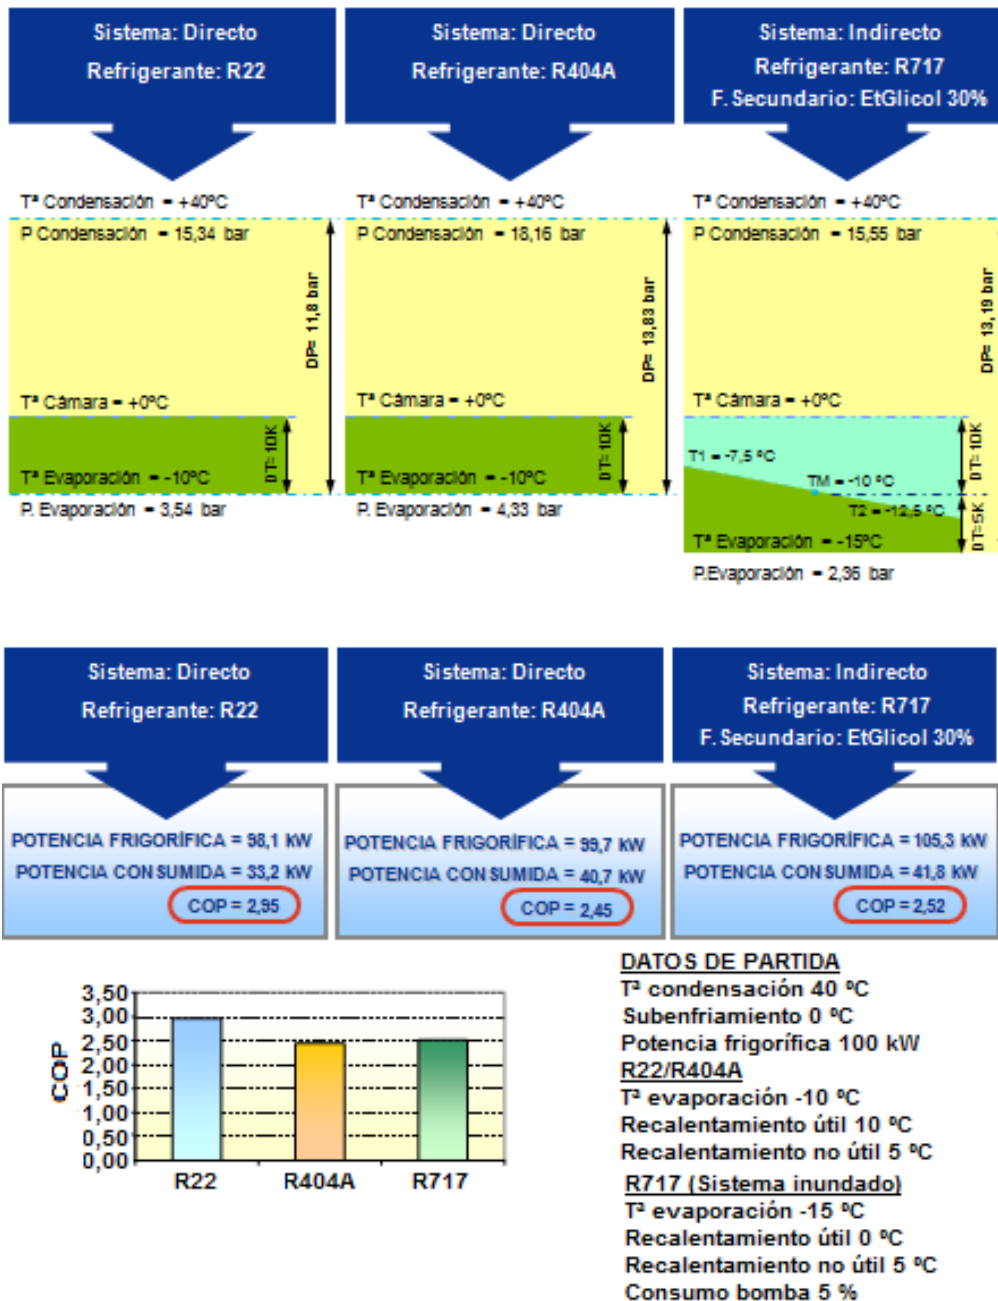 Sistema: Directo
Refrigerante: R22
Sistema: Directo
Refrigerante: R404A
Sistema: Indirecto
Refrigerante: R717
F. Secundario: EtGlicol 30%
Tª Condensación = +40ºC
P Condensación = 15,34 bar
DP= 11,8 bar
Tª Cámara = +0ºC
DT= 10K
Tª Evaporación = -10ºC
P. Evaporación = 3,54 bar
Tª Condensación = +40ºC
P Condensación = 18,16 bar
DP= 13,83 bar
Tª Cámara = +0ºC
DT= 10K
Tª Evaporación = -10ºC
P. Evaporación = 4,33 bar
Tª Condensación = +40ºC
P Condensación = 15,55 bar
DP= 13,19 bar
Tª Cámara = +0ºC
DT= 10K
T1 = -7,5 ºC
TM = -10 ºC
T2 = -12,5 ºC
DT=5K
Tª Evaporación = -15ºC
P.Evaporación = 2,36 bar
Sistema: Directo
Refrigerante: R22
Sistema: Directo
Refrigerante: R404A
Sistema: Indirecto
Refrigerante: R717
F. Secundario: EtGlicol 30%
POTENCIA FRIGORÍFICA = 98,1 kW
POTENCIA CONSUMIDA = 33,2 kW
COP = 2,95
POTENCIA FRIGORÍFICA = 99,7 kW
POTENCIA CONSUMIDA = 40,7 kW
COP = 2,45
POTENCIA FRIGORÍFICA = 105,3 kW
POTENCIA CONSUMIDA = 41,8 kW
COP = 2,52
COP
3,50
3,00
2,50
2,00
1,50
1,00
0,50
0,00
R22
R404A
R717
DATOS DE PARTIDA
Tª condensación 40 ºC
Subenfriamiento 0 ºC
Potencia frigorífica 100 kW
R22/R404A
Tª evaporación -10 ºC
Recalentamiento útil 10 ºC
Recalentamiento no útil 5 ºC
R717 (Sistema inundado)
Tª evaporación -15 ºC
Recalentamiento útil 0 ºC
Recalentamiento no útil 5 ºC
Consumo bomba 5 %